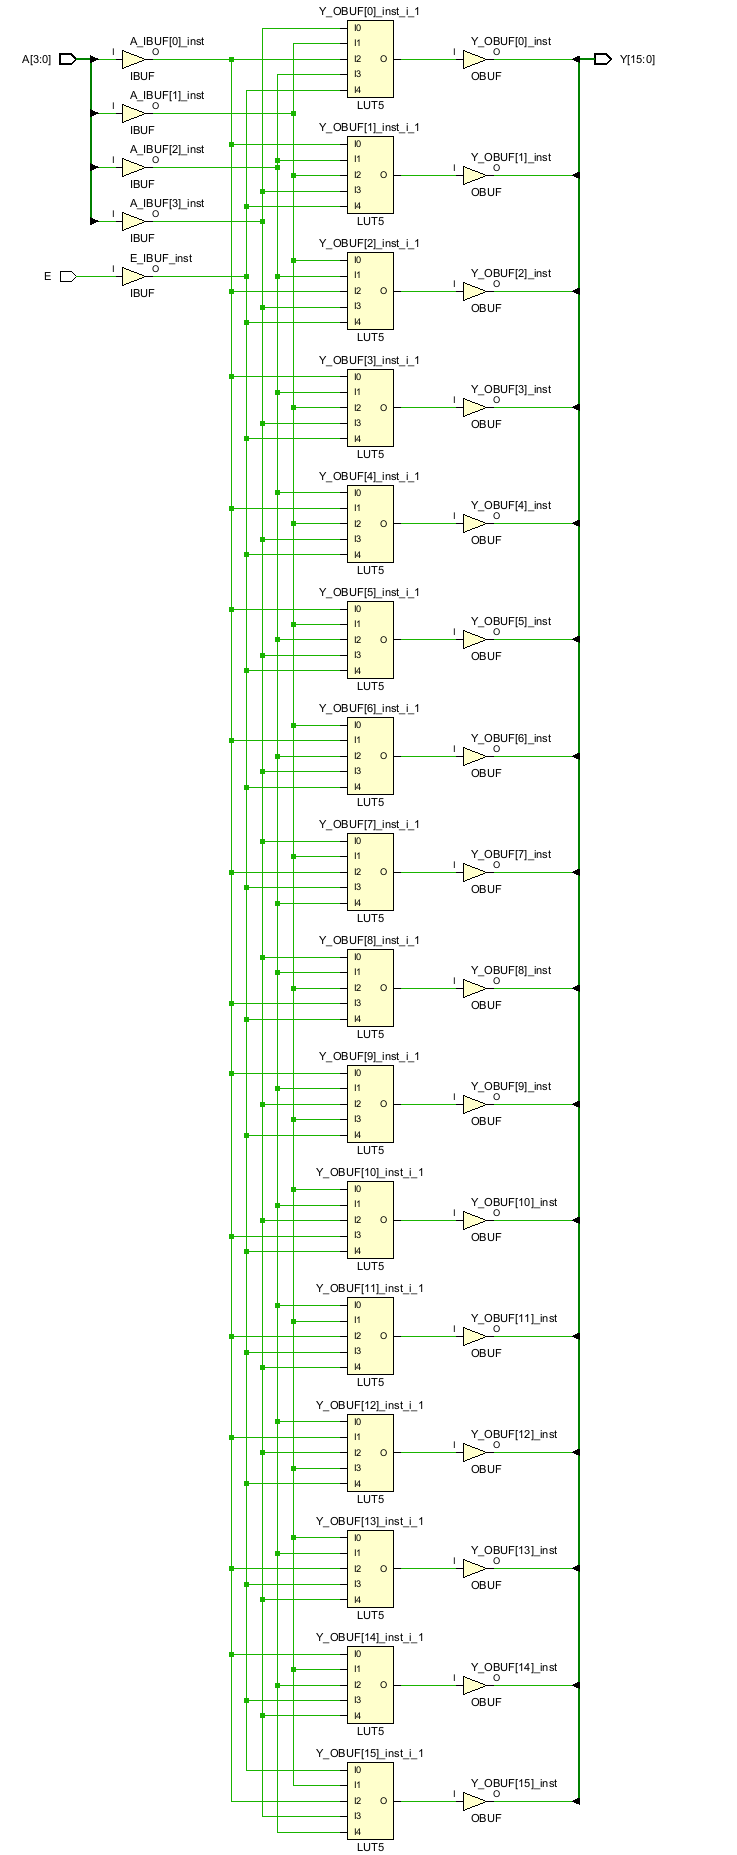 A[3:0]
A_IBUF[0]_inst
I
O
IBUF
A_IBUF[1]_inst
I
O
IBUF
A_IBUF[2]_inst
I
O
IBUF
A_IBUF[3]_inst
I
O
IBUF
E
E_IBUF_inst
I
O
IBUF
Y_OBUF[0]_inst_i_1
I0
I1
I2
I3
I4
O
LUT5
Y_OBUF[0]_inst
I
O
OBUF
Y[15:0]
Y_OBUF[1]_inst_i_1
I0
I1
I2
I3
I4
O
LUT5
Y_OBUF[1]_inst
I
O
OBUF
Y_OBUF[2]_inst_i_1
I0
I1
I2
I3
I4
O
LUT5
Y_OBUF[2]_inst
I
O
OBUF
Y_OBUF[3]_inst_i_1
I0
I1
I2
I3
I4
O
LUT5
Y_OBUF[3]_inst
I
O
OBUF
Y_OBUF[4]_inst_i_1
I0
I1
I2
I3
I4
O
LUT5
Y_OBUF[4]_inst
I
O
OBUF
Y_OBUF[5]_inst_i_1
I0
I1
I2
I3
I4
O
LUT5
Y_OBUF[5]_inst
I
O
OBUF
Y_OBUF[6]_inst_i_1
I0
I1
I2
I3
I4
O
LUT5
Y_OBUF[6]_inst
I
O
OBUF
Y_OBUF[7]_inst_i_1
I0
I1
I2
I3
I4
O
LUT5
Y_OBUF[7]_inst
I
O
OBUF
Y_OBUF[8]_inst_i_1
I0
I1
I2
I3
I4
O
LUT5
Y_OBUF[8]_inst
I
O
OBUF
Y_OBUF[9]_inst_i_1
I0
I1
I2
I3
I4
O
LUT5
Y_OBUF[9]_inst
I
O
OBUF
Y_OBUF[10]_inst_i_1
I0
I1
I2
I3
I4
O
LUT5
Y_OBUF[10]_inst
I
O
OBUF
Y_OBUF[11]_inst_i_1
I0
I1
I2
I3
I4
O
LUT5
Y_OBUF[11]_inst
I
O
OBUF
Y_OBUF[12]_inst_i_1
I0
I1
I2
I3
I4
O
LUT5
Y_OBUF[12]_inst
I
O
OBUF
Y_OBUF[13]_inst_i_1
I0
I1
I2
I3
I4
O
LUT5
Y_OBUF[13]_inst
I
O
OBUF
Y_OBUF[14]_inst_i_1
I0
I1
I2
I3
I4
O
LUT5
Y_OBUF[14]_inst
I
O
OBUF
Y_OBUF[15]_inst_i_1
I0
I1
I2
I3
I4
O
LUT5
Y_OBUF[15]_inst
I
O
OBUF